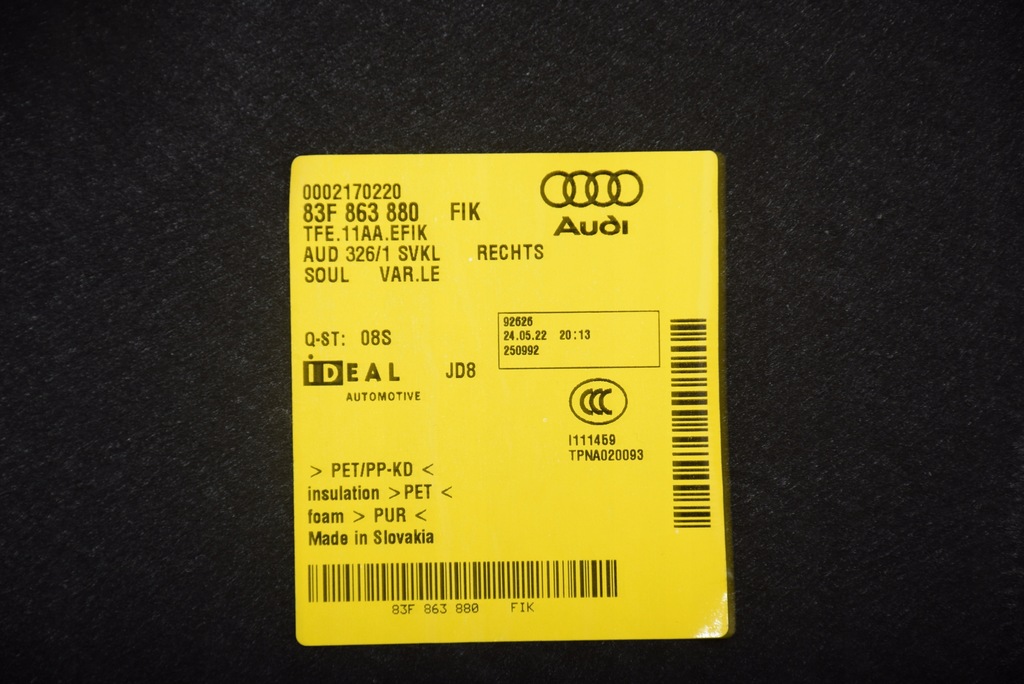 0002170220
83F 863 880 FIK
TFE.11AA.EFIK
AUD 326/1 SVKL RECHTS
SOUL VAR.LE
Audi
Q-ST: 08S
92626
24.05.22 20:13
250992
IDEAL
AUTOMOTIVE
JD8
CCC
I111459
TPNA020093
> PET/PP-KD <
insulation >PET <
foam > PUR <
Made in Slovakia
83F 863 880 FIK